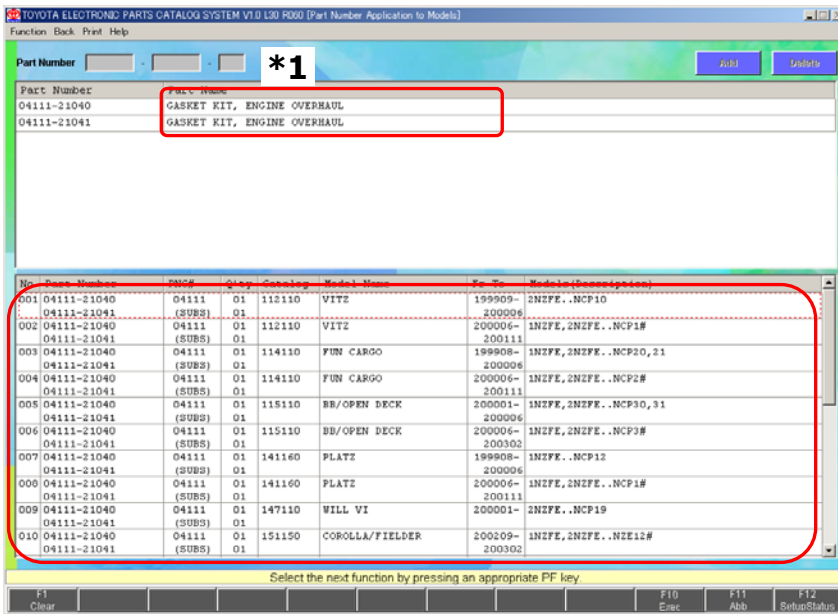 TOYOTA ELECTRONIC PARTS CATALOG SYSTEM V1.0 L30 R060 [Part Number Application to Models]
Function Back Print Help
Part Number - - *1 Add Delete
Part Number Part Name
04111-21040 GASKET KIT, ENGINE OVERHAUL
04111-21041 GASKET KIT, ENGINE OVERHAUL
No Part Number PNC# Q'ty Catalog Model Name Fr-To Models(Description)
001 04111-21040 04111 01 112110 VITZ 199909- 2NZFE..NCP10
04111-21041 (SUBS) 01 200006
002 04111-21040 04111 01 112110 VITZ 200006- 1NZFE,2NZFE..NCP1#
04111-21041 (SUBS) 01 200111
003 04111-21040 04111 01 114110 FUN CARGO 199908- 1NZFE,2NZFE..NCP20,21
04111-21041 (SUBS) 01 200006
004 04111-21040 04111 01 114110 FUN CARGO 200006- 1NZFE,2NZFE..NCP2#
04111-21041 (SUBS) 01 200111
005 04111-21040 04111 01 115110 BB/OPEN DECK 200001- 1NZFE,2NZFE..NCP30,31
04111-21041 (SUBS) 01 200006
006 04111-21040 04111 01 115110 BB/OPEN DECK 200006- 1NZFE,2NZFE..NCP3#
04111-21041 (SUBS) 01 200302
007 04111-21040 04111 01 141160 PLATZ 199908- 1NZFE..NCP12
04111-21041 (SUBS) 01 200006
008 04111-21040 04111 01 141160 PLATZ 200006- 1NZFE,2NZFE..NCP1#
04111-21041 (SUBS) 01 200111
009 04111-21040 04111 01 147110 WILL VI 200001- 2NZFE..NCP19
04111-21041 (SUBS) 01
010 04111-21040 04111 01 151150 COROLLA/FIELDER 200209- 1NZFE,2NZFE..NZE12#
04111-21041 (SUBS) 01 200302
Select the next function by pressing an appropriate PF key.
F1 F10 F11 F12
Clear Exec Abb SetupStatus